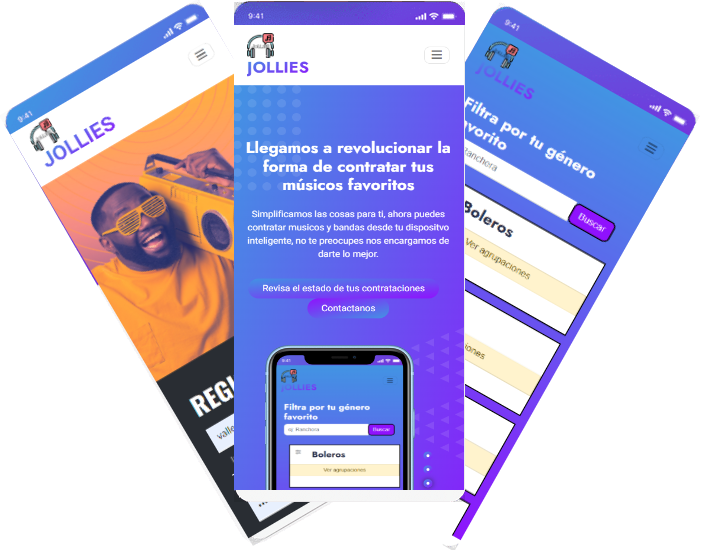 9:41
JOLLIES
REGI
valle
9:41
JOLLIES
Llegamos a revolucionar la
forma de contratar tus
músicos favoritos
Simplificamos las cosas para ti, ahora puedes
contratar musicos y bandas desde tu dispositvo
inteligente, no te preocupes nos encargamos de
darte lo mejor.
Revisa el estado de tus contrataciones
Contactanos
9:41
JOLLIES
Filtra por tu género
favorito
ej: Ranchera
Buscar
Boleros
Ver agrupaciones
9:41
JOLLIES
Filtra por tu género
avorito
anchora
Buscar
Boleros
Ver agrupaciones
ciones